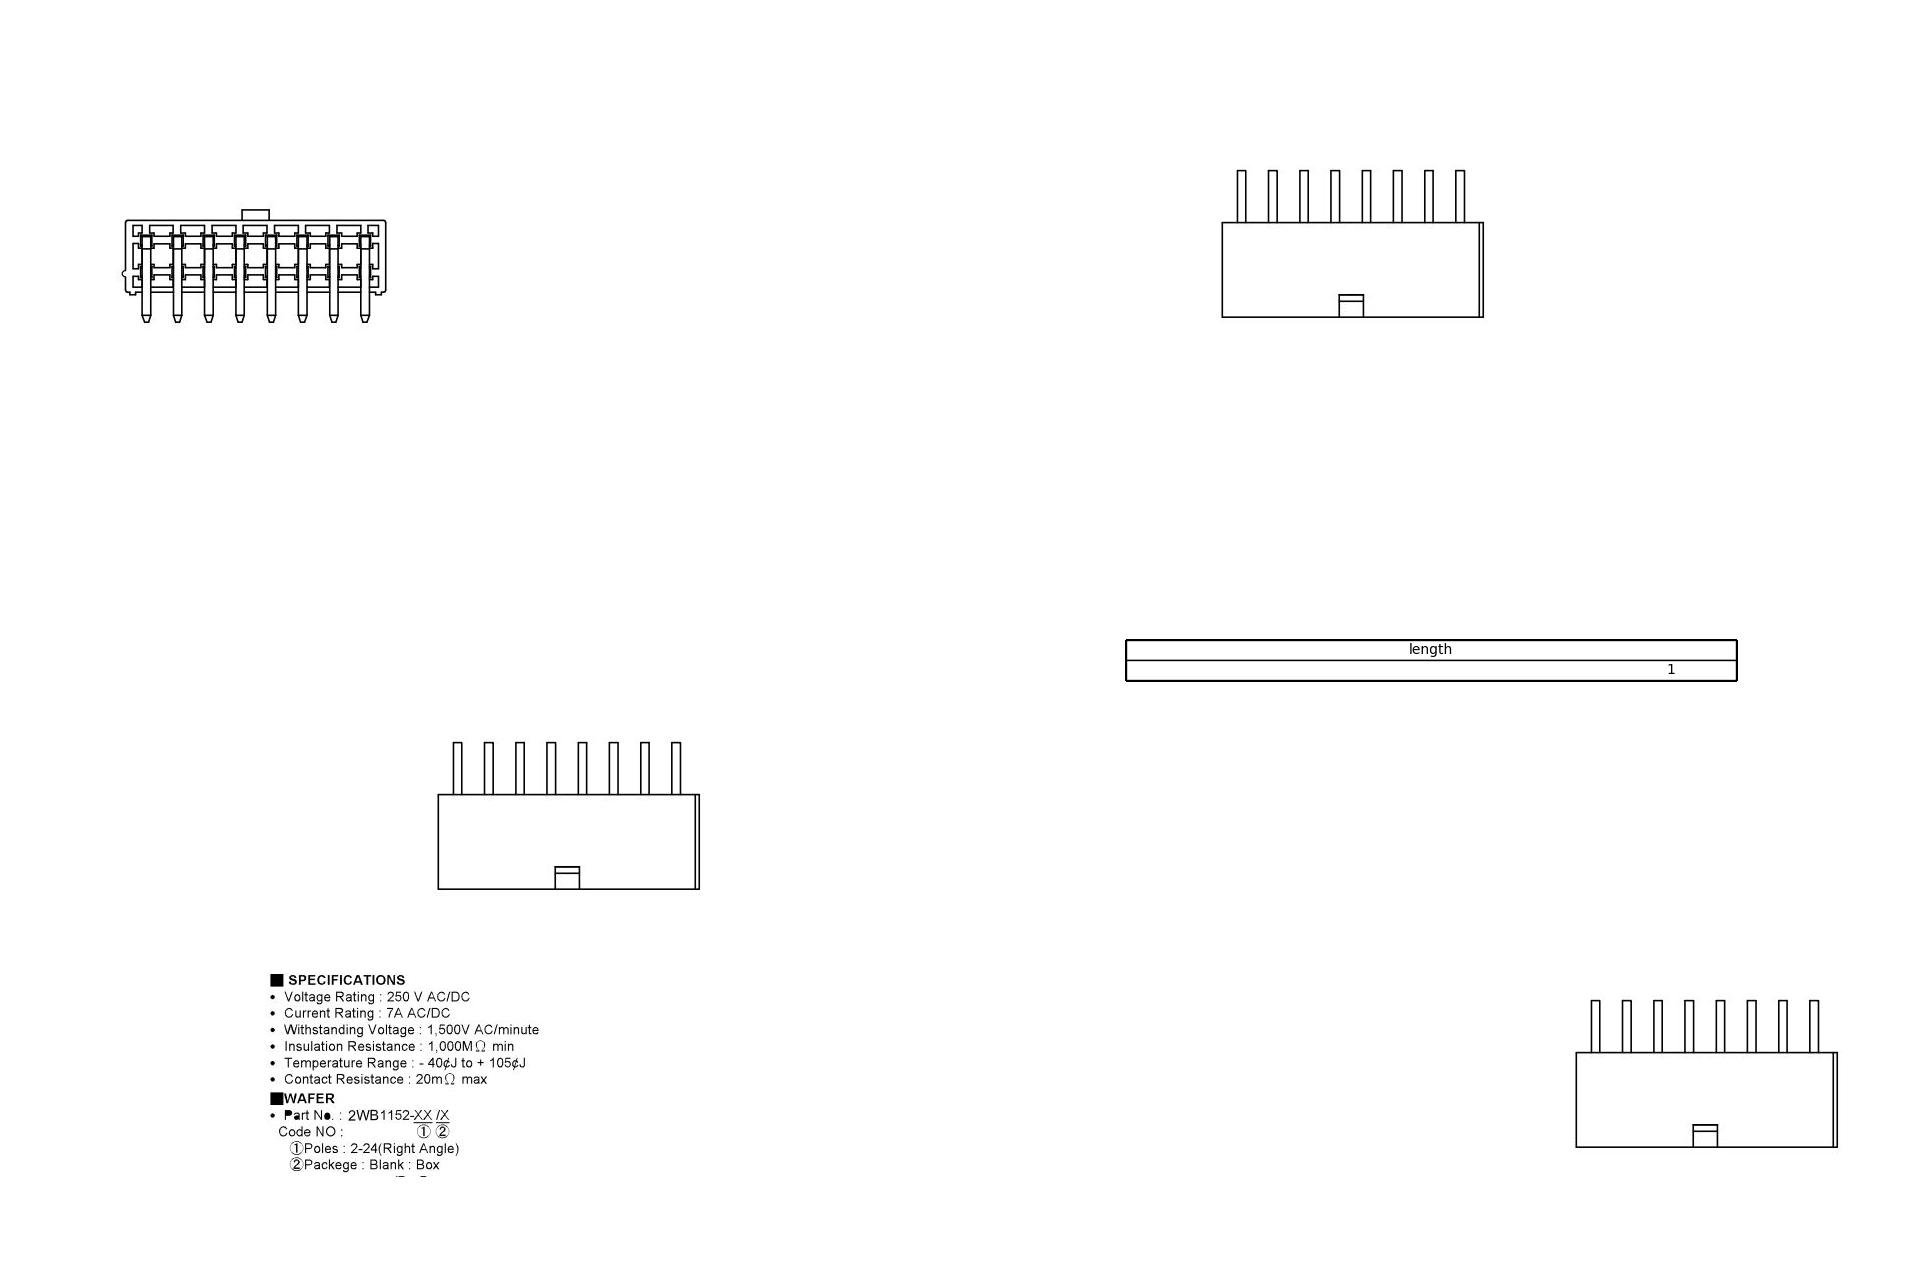 length
1
■ SPECIFICATIONS
• Voltage Rating : 250 V AC/DC
• Current Rating : 7A AC/DC
• Withstanding Voltage : 1,500V AC/minute
• Insulation Resistance : 1,000MΩ min
• Temperature Range : - 40¢J to + 105¢J
• Contact Resistance : 20mΩ max
■WAFER
• Part No. : 2WB1152-XX /X
Code NO : ① ②
①Poles : 2-24(Right Angle)
②Packege : Blank : Box